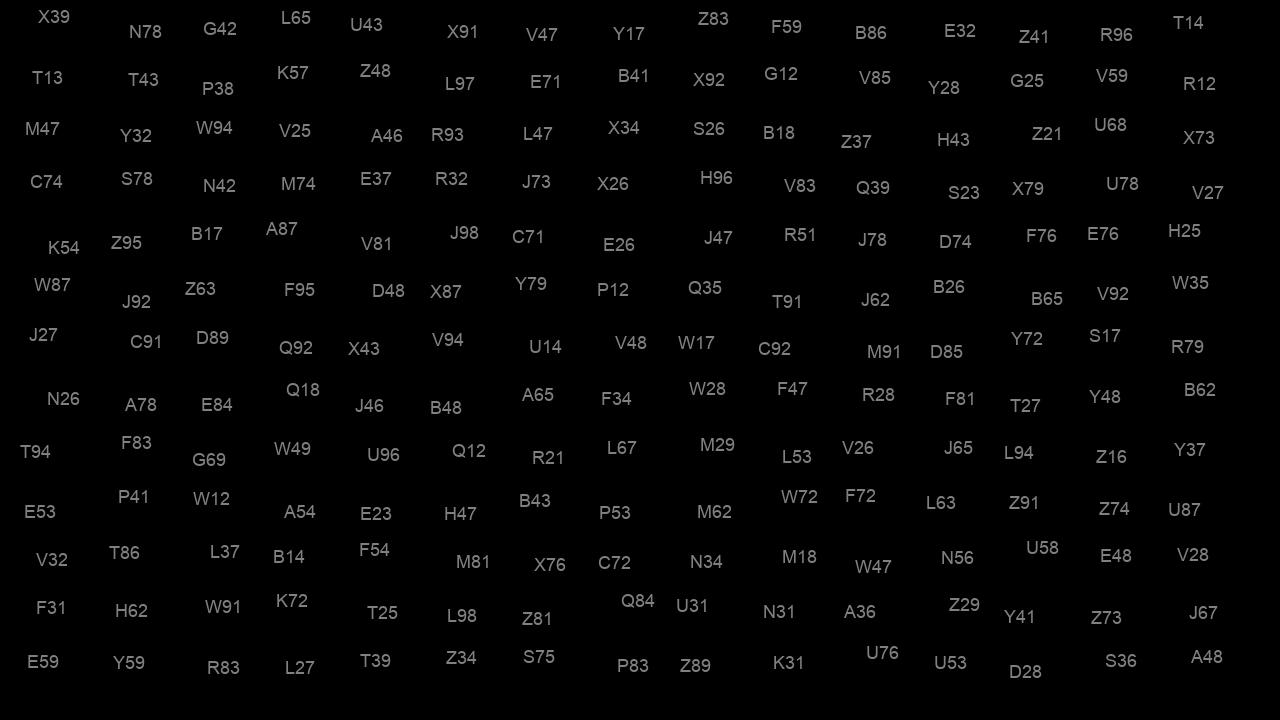 X39 N78 G42 L65 U43 X91 V47 Y17 Z83 F59 B86 E32 Z41 R96 T14
T13 T43 P38 K57 Z48 L97 E71 B41 X92 G12 V85 Y28 G25 V59 R12
M47 Y32 W94 V25 A46 R93 L47 X34 S26 B18 Z37 H43 Z21 U68 X73
C74 S78 N42 M74 E37 R32 J73 X26 H96 V83 Q39 S23 X79 U78 V27
K54 Z95 B17 A87 V81 J98 C71 E26 J47 R51 J78 D74 F76 E76 H25
W87 J92 Z63 F95 D48 X87 Y79 P12 Q35 T91 J62 B26 B65 V92 W35
J27 C91 D89 Q92 X43 V94 U14 V48 W17 C92 M91 D85 Y72 S17 R79
N26 A78 E84 Q18 J46 B48 A65 F34 W28 F47 R28 F81 T27 Y48 B62
T94 F83 G69 W49 U96 Q12 R21 L67 M29 L53 V26 J65 L94 Z16 Y37
E53 P41 W12 A54 E23 H47 B43 P53 M62 W72 F72 L63 Z91 Z74 U87
V32 T86 L37 B14 F54 M81 X76 C72 N34 M18 W47 N56 U58 E48 V28
F31 H62 W91 K72 T25 L98 Z81 Q84 U31 N31 A36 Z29 Y41 Z73 J67
E59 Y59 R83 L27 T39 Z34 S75 P83 Z89 K31 U76 U53 D28 S36 A48